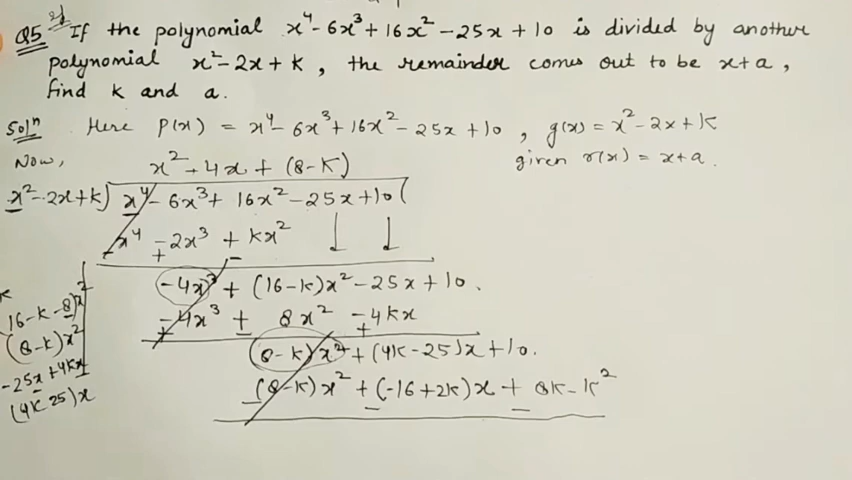 Q5 If the polynomial x⁴ - 6x³ + 16x² - 25x + 10 is divided by another
polynomial x² - 2x + k, the remainder comes out to be x+a,
find k and a.
Solⁿ Here P(x) = x⁴ - 6x³ + 16x² - 25x + 10, g(x) = x² - 2x + k
Now, given r(x) = x+a.
x² - 4x + (8-k)
x² - 2x + k) x⁴ - 6x³ + 16x² - 25x + 10 (
x⁴ - 2x³ + kx² ↓ ↓
- + -
-4x³ + (16-k)x² - 25x + 10.
-4x³ + 8x² - 4kx
+ - +
(8-k)x² + (4k-25)x + 10.
(8-k)x² + (-16+2k)x + 8k - k²
- - -
16-k-8)x²
(8-k)x²
-25x + 4kx
(4k 25)x